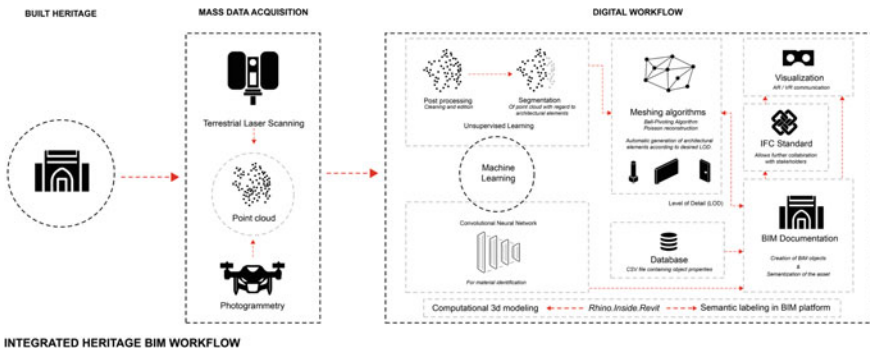 BUILT HERITAGE
MASS DATA ACQUISITION
DIGITAL WORKFLOW
Terrestrial Laser Scanning
Point cloud
Photogrammetry
Post processing
Cleaning and edition
Segmentation
Of point cloud with regard to
architectural elements
Unsupervised Learning
Machine
Learning
Convolutional Neural Network
For material identification
Meshing algorithms
Ball-Pivoting Algorithm
Poisson reconstruction
Automatic generation of architectural
elements according to desired LOD
Level of Detail (LOD)
Database
CSV file containing object properties
Visualization
AR / VR communication
IFC Standard
Allows further collaboration
with stakeholders
BIM Documentation
Creation of BIM objects
&
Semantization of the asset
Computational 3d modeling
Rhino.Inside.Revit
Semantic labeling in BIM platform
INTEGRATED HERITAGE BIM WORKFLOW